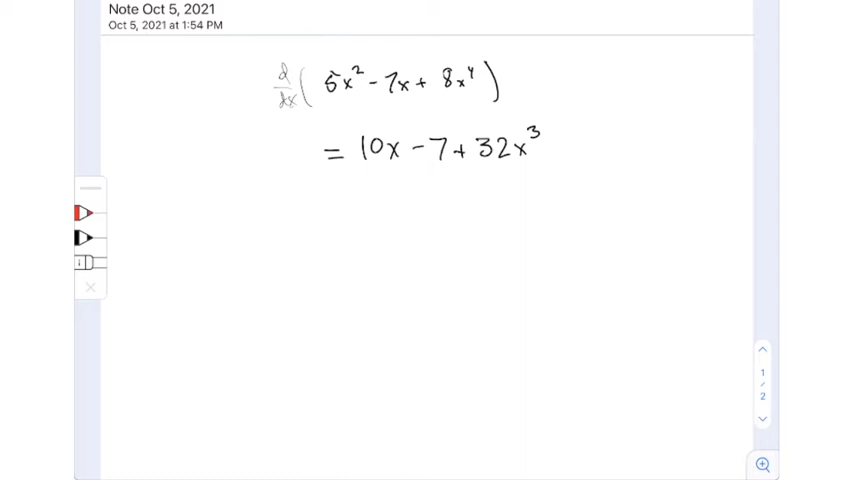 Note Oct 5, 2021
Oct 5, 2021 at 1:54 PM
d/dx ( 5x² - 7x + 8x⁴ )
= 10x - 7 + 32x³
1
/
2